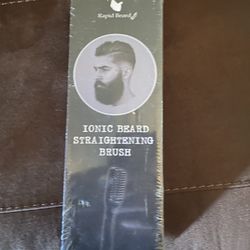 Rapid Beard
IONIC BEARD
STRAIGHTENING
BRUSH